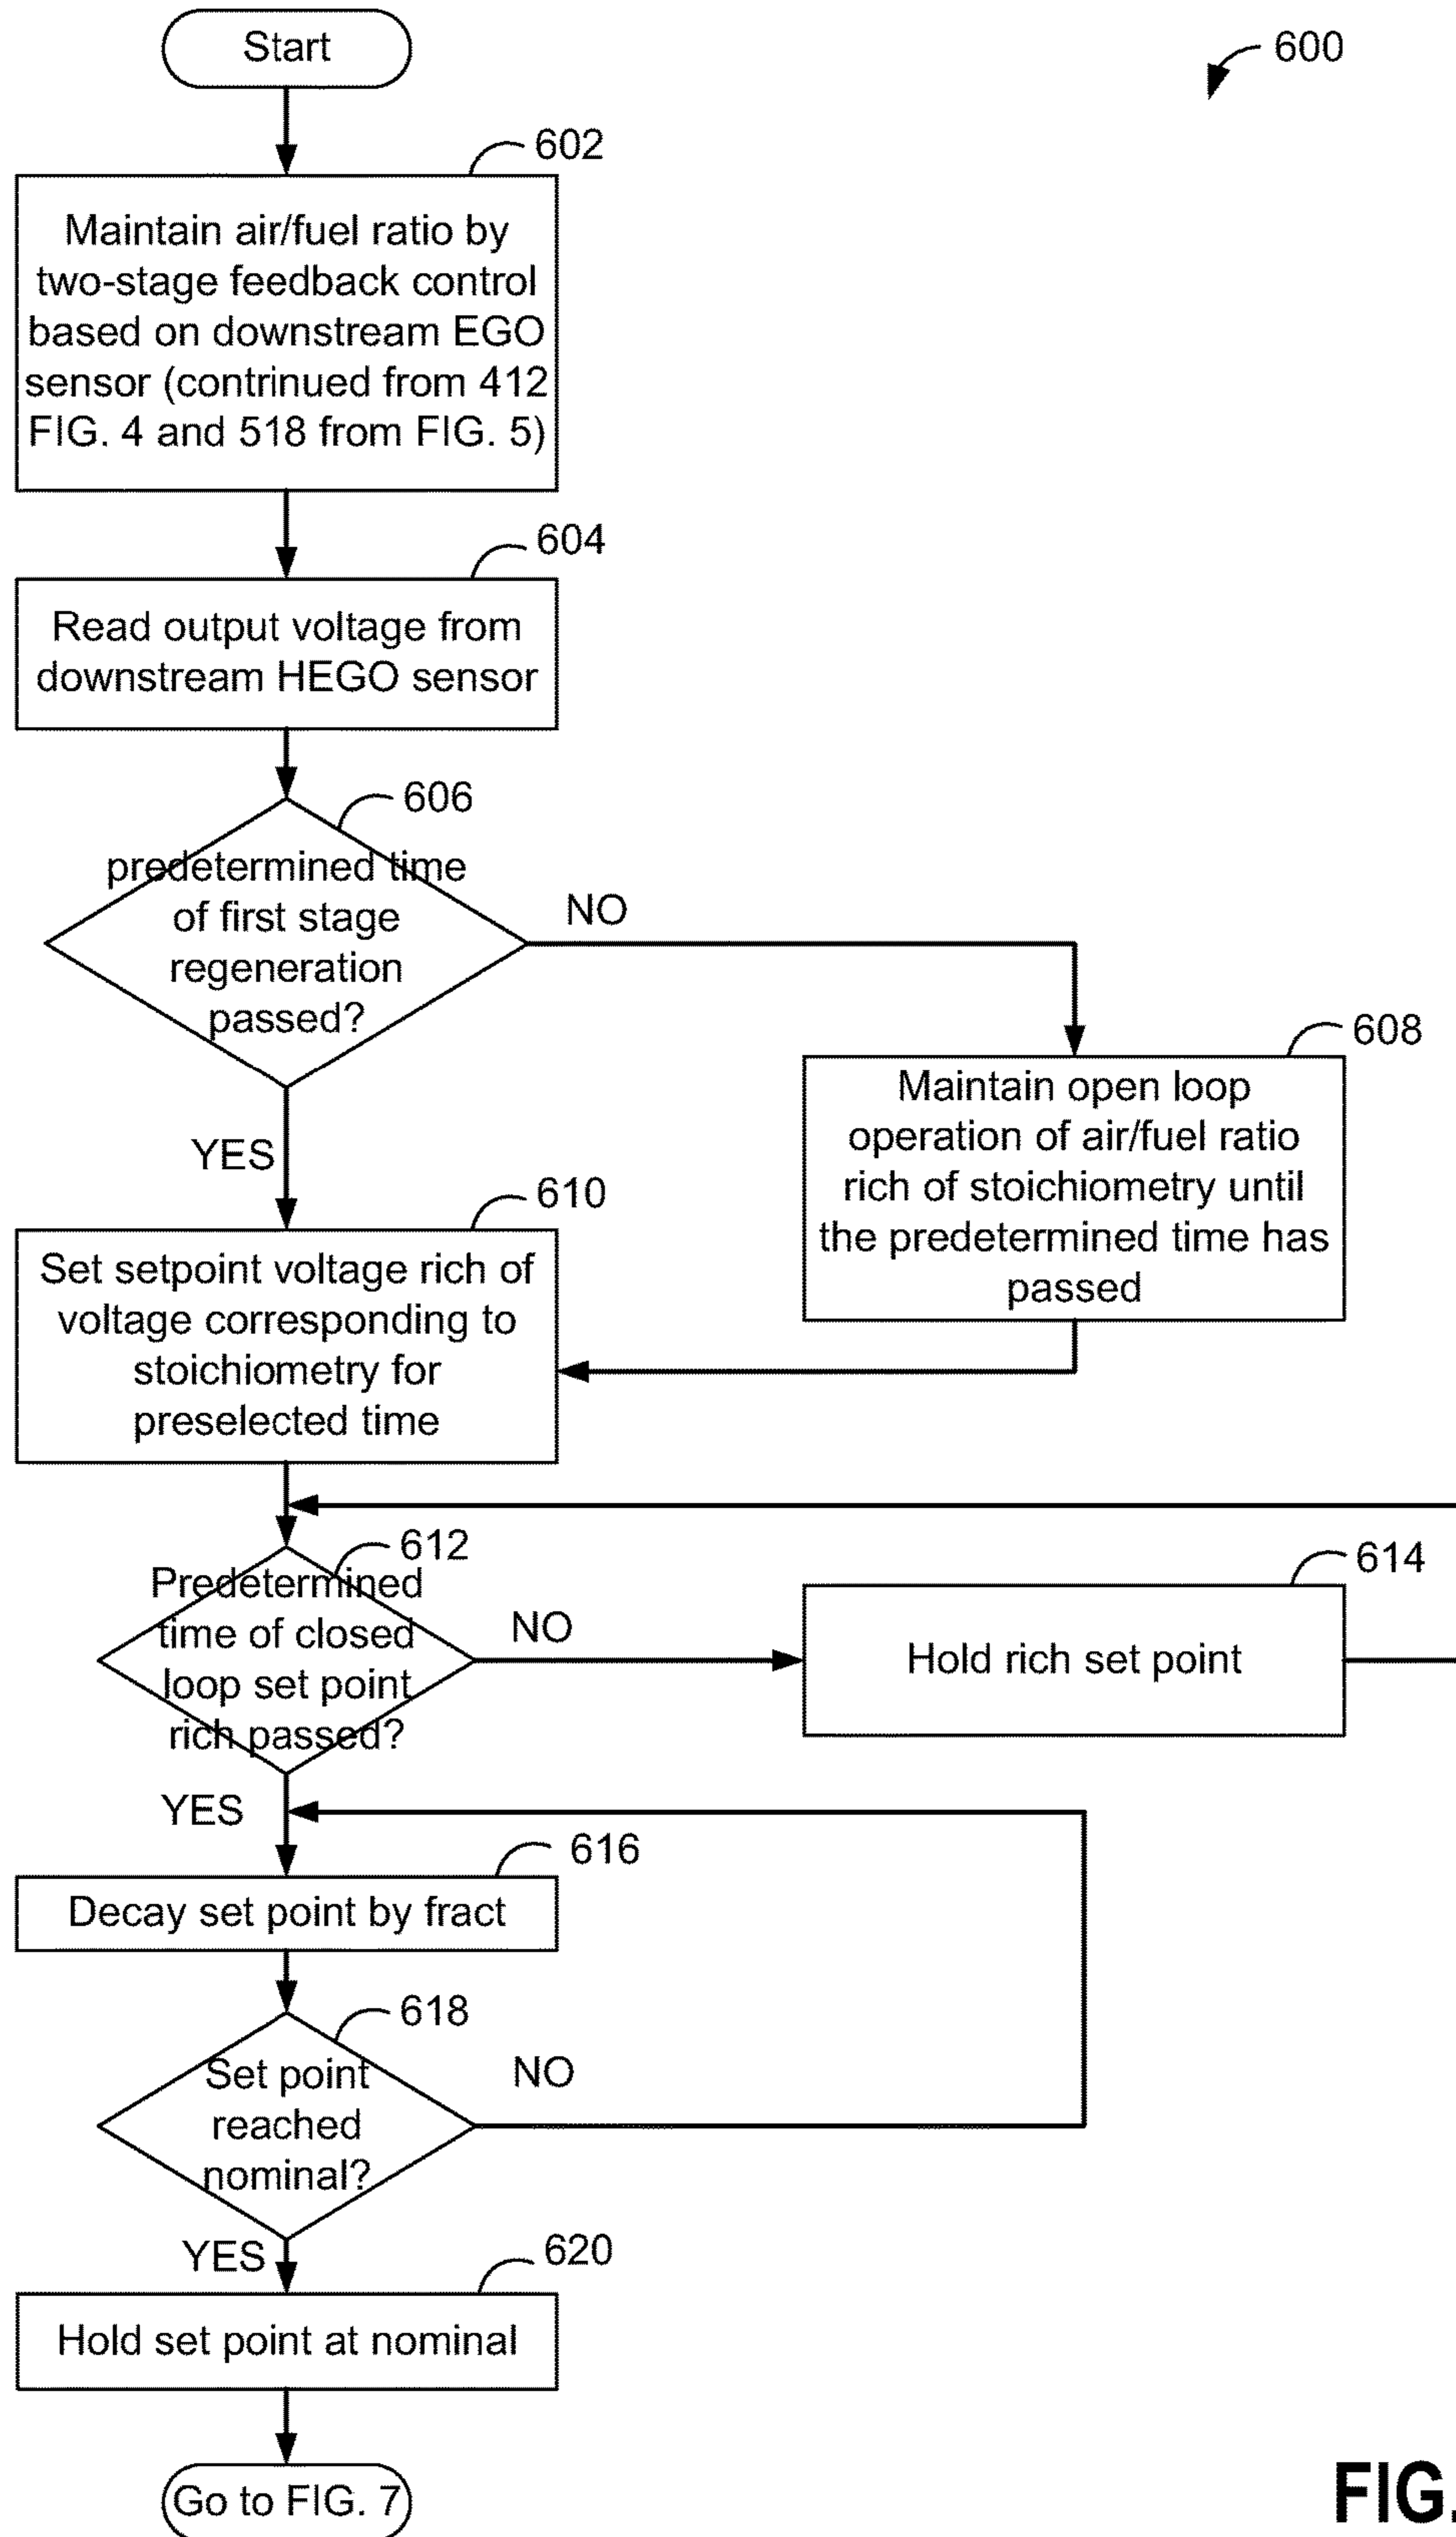 Start
600
602
Maintain air/fuel ratio by
two-stage feedback control
based on downstream EGO
sensor (contrinued from 412
FIG. 4 and 518 from FIG. 5)
604
Read output voltage from
downstream HEGO sensor
606
predetermined time
of first stage
regeneration
passed?
NO
YES
608
Maintain open loop
operation of air/fuel ratio
rich of stoichiometry until
the predetermined time has
passed
610
Set setpoint voltage rich of
voltage corresponding to
stoichiometry for
preselected time
612
Predetermined
time of closed
loop set point
rich passed?
NO
614
Hold rich set point
YES
616
Decay set point by fract
618
Set point
reached
nominal?
NO
YES
620
Hold set point at nominal
Go to FIG. 7
FIG.